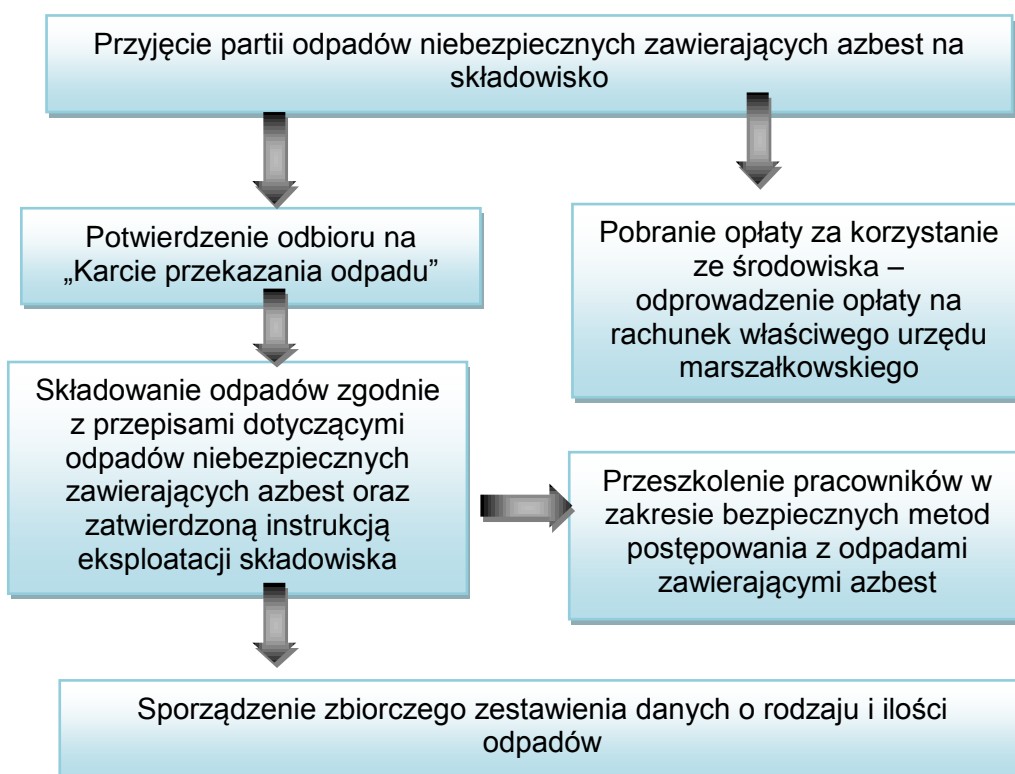 Przyjęcie partii odpadów niebezpiecznych zawierających azbest na
składowisko
Potwierdzenie odbioru na
„Karcie przekazania odpadu”
Pobranie opłaty za korzystanie
ze środowiska –
odprowadzenie opłaty na
rachunek właściwego urzędu
marszałkowskiego
Składowanie odpadów zgodnie
z przepisami dotyczącymi
odpadów niebezpiecznych
zawierających azbest oraz
zatwierdzoną instrukcją
eksploatacji składowiska
Przeszkolenie pracowników w
zakresie bezpiecznych metod
postępowania z odpadami
zawierającymi azbest
Sporządzenie zbiorczego zestawienia danych o rodzaju i ilości
odpadów